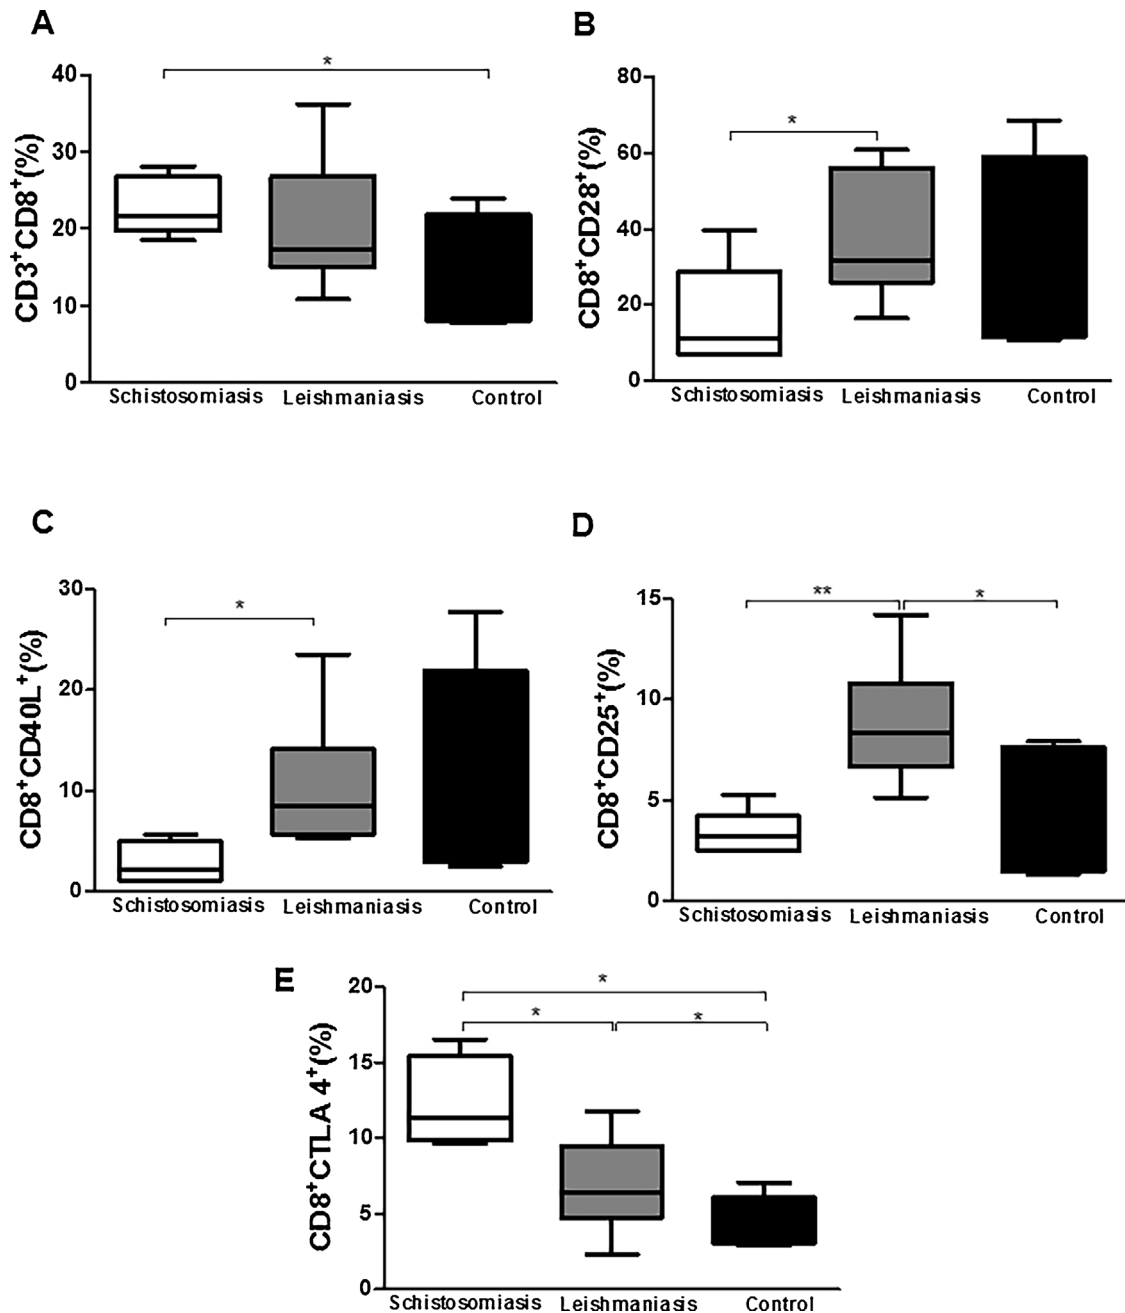 A
B
*
40
30
20
10
0
CD3⁺CD8⁺(%)
Schistosomiasis
Leishmaniasis
Control
*
80
60
40
20
0
CD8⁺CD28⁺(%)
Schistosomiasis
Leishmaniasis
Control
C
D
*
30
20
10
0
CD8⁺CD40L⁺(%)
Schistosomiasis
Leishmaniasis
Control
**
*
15
10
5
0
CD8⁺CD25⁺(%)
Schistosomiasis
Leishmaniasis
Control
E
*
*
*
20
15
10
5
0
CD8⁺CTLA 4⁺(%)
Schistosomiasis
Leishmaniasis
Control